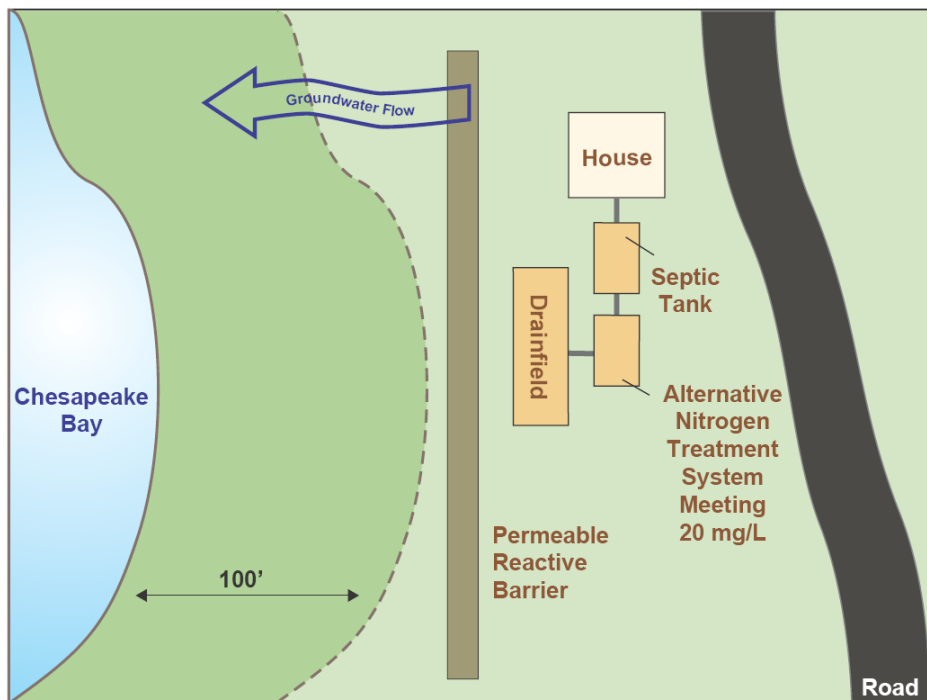 Groundwater Flow
House
Septic
Tank
Drainfield
Chesapeake
Bay
Alternative
Nitrogen
Treatment
System
Meeting
20 mg/L
Permeable
Reactive
Barrier
100’
Road